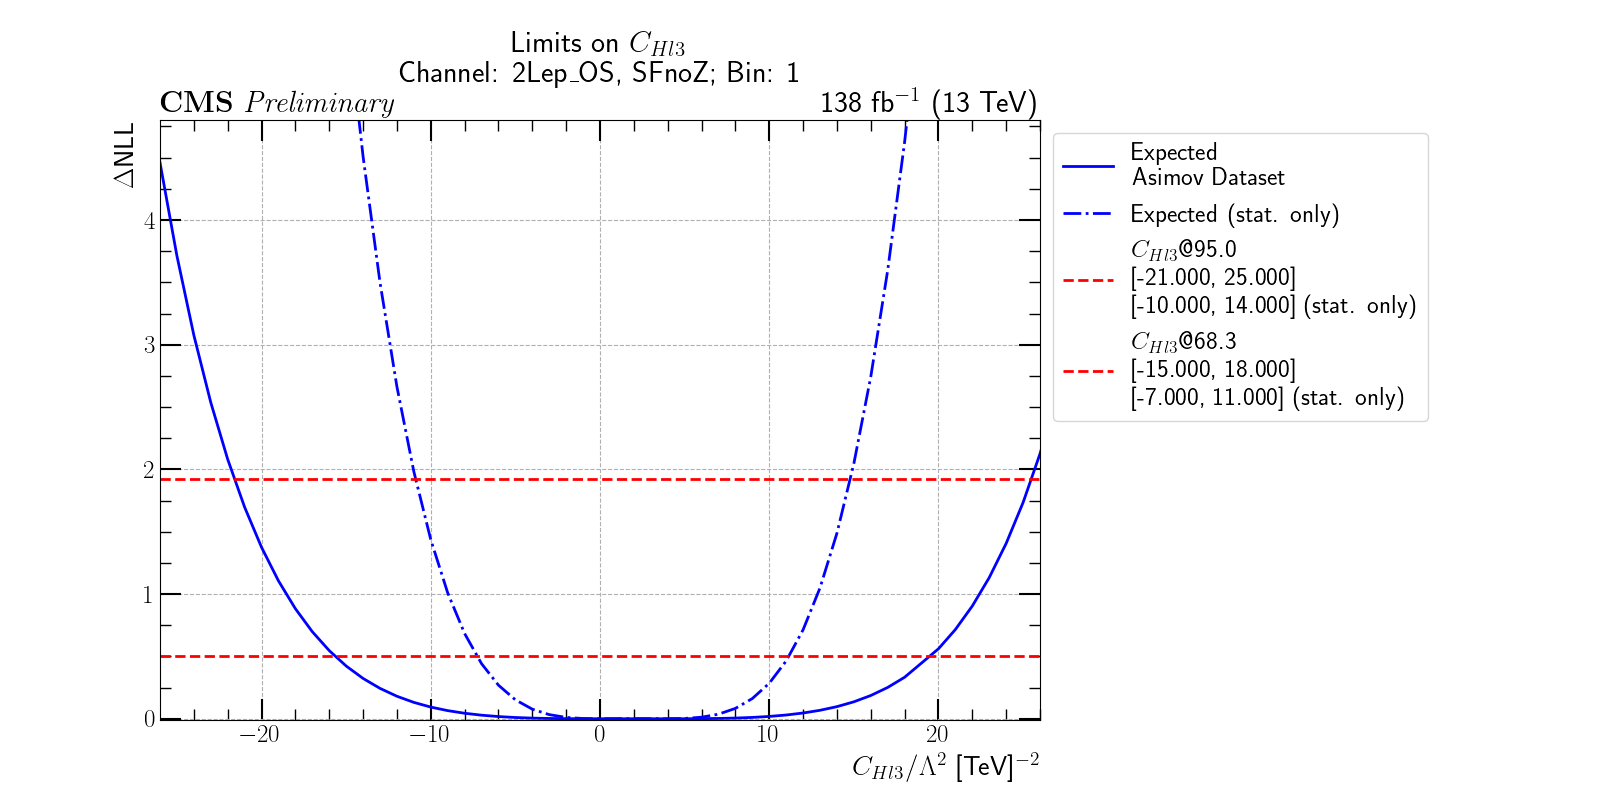 Limits on C_{Hl3}
Channel: 2Lep_OS, SFnoZ; Bin: 1
CMS Preliminary
138 fb⁻¹ (13 TeV)
ΔNLL
4
3
2
1
0
−20
−10
0
10
20
C_{Hl3}/Λ² [TeV]⁻²
Expected
Asimov Dataset
Expected (stat. only)
C_{Hl3}@95.0
[-21.000, 25.000]
[-10.000, 14.000] (stat. only)
C_{Hl3}@68.3
[-15.000, 18.000]
[-7.000, 11.000] (stat. only)